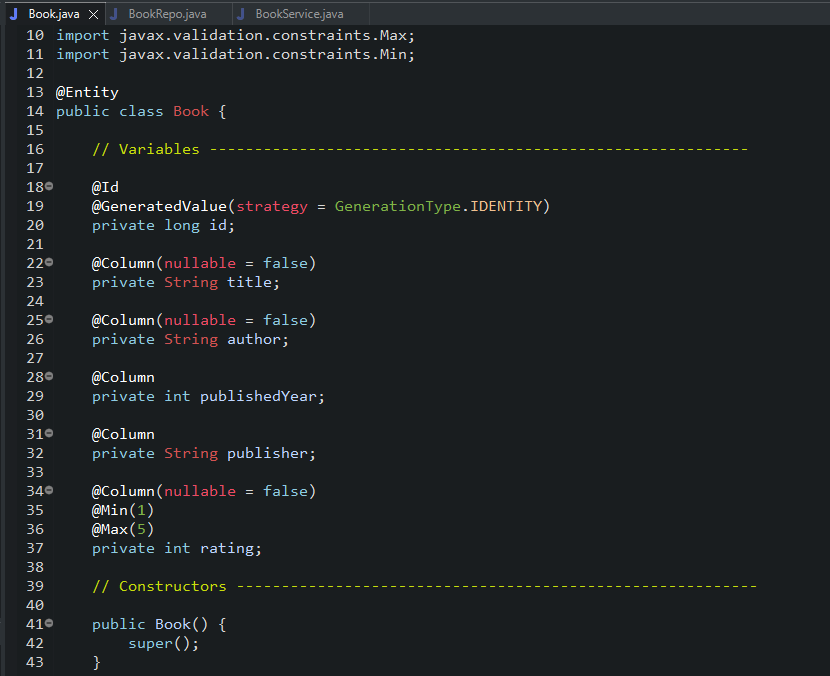 Book.java BookRepo.java BookService.java
10 import javax.validation.constraints.Max;
11 import javax.validation.constraints.Min;
12
13 @Entity
14 public class Book {
15
16     // Variables ------------------------------------------------------------
17
18     @Id
19     @GeneratedValue(strategy = GenerationType.IDENTITY)
20     private long id;
21
22     @Column(nullable = false)
23     private String title;
24
25     @Column(nullable = false)
26     private String author;
27
28     @Column
29     private int publishedYear;
30
31     @Column
32     private String publisher;
33
34     @Column(nullable = false)
35     @Min(1)
36     @Max(5)
37     private int rating;
38
39     // Constructors ----------------------------------------------------------
40
41     public Book() {
42         super();
43     }